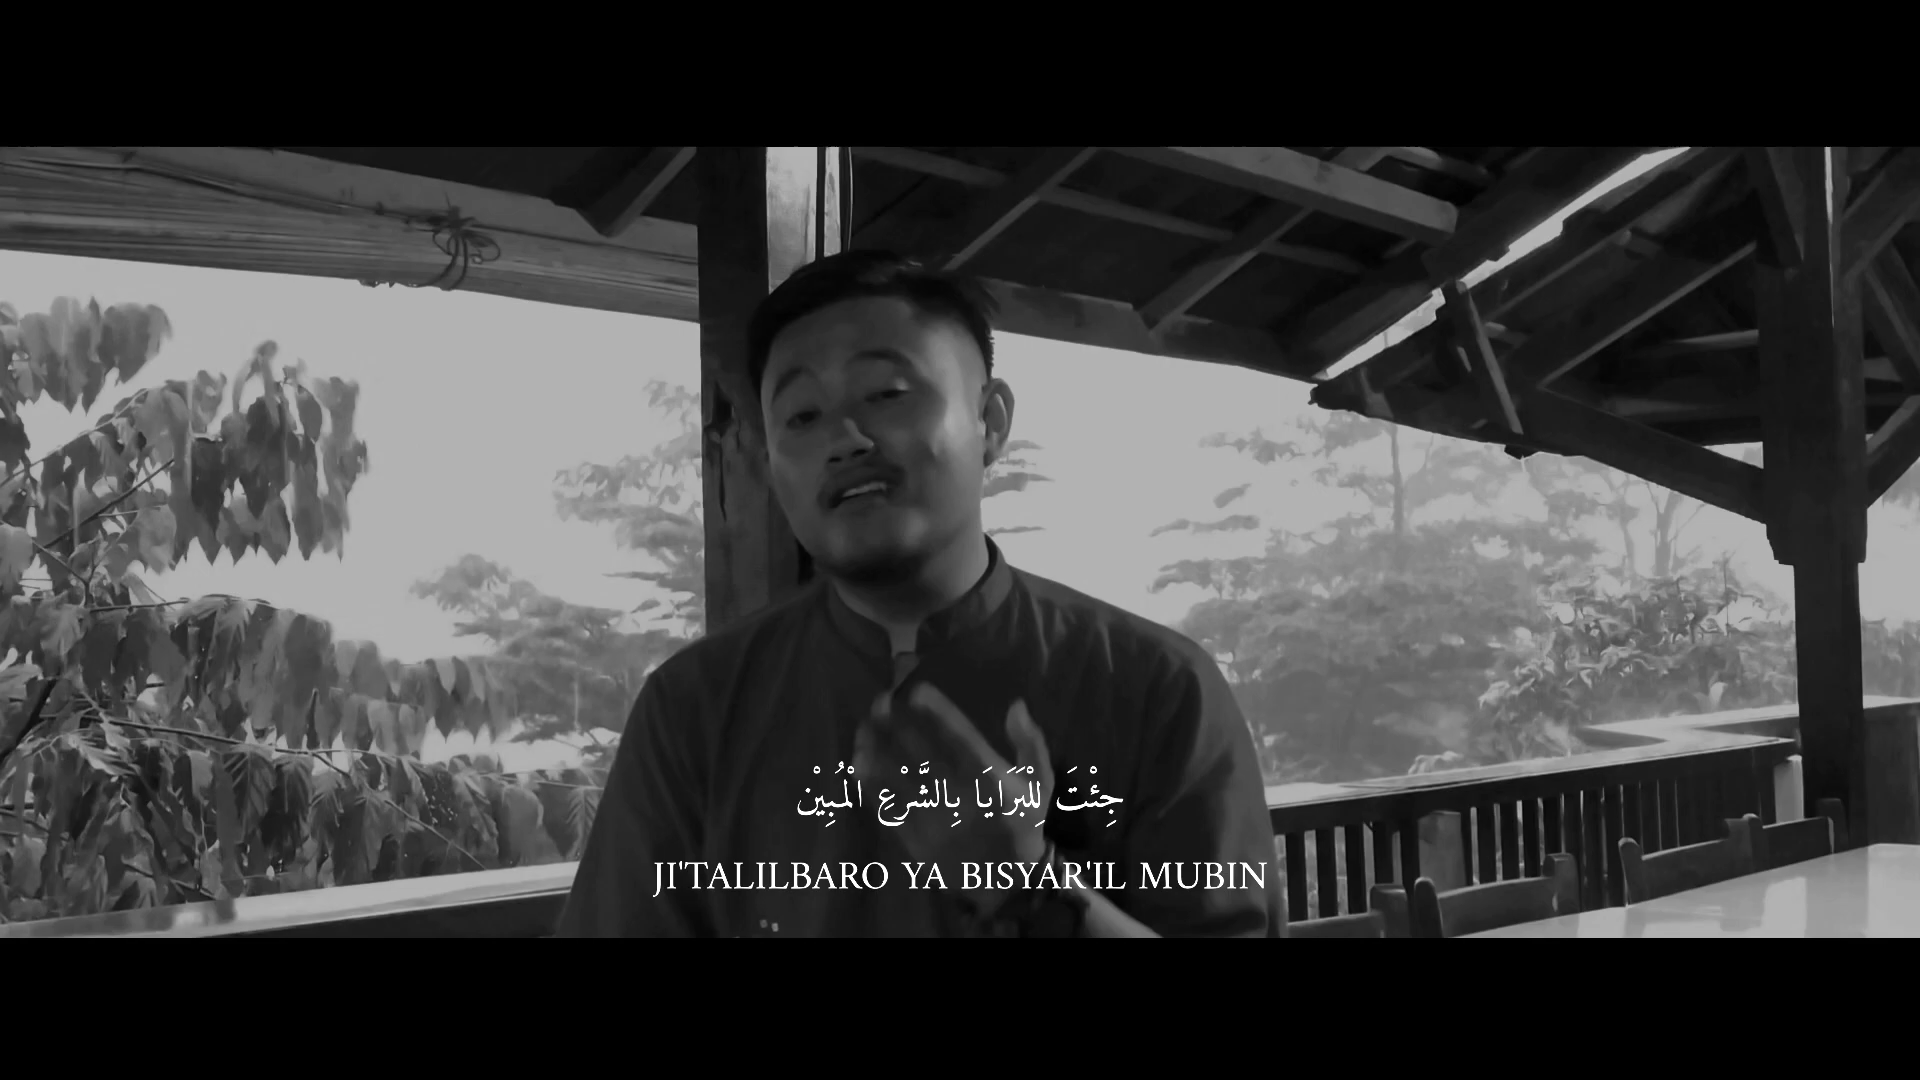 جِئْتَ لِلْبَرَايَا بِالشَّرْعِ الْمُبِيْن
JI'TALILBARO YA BISYAR'IL MUBIN